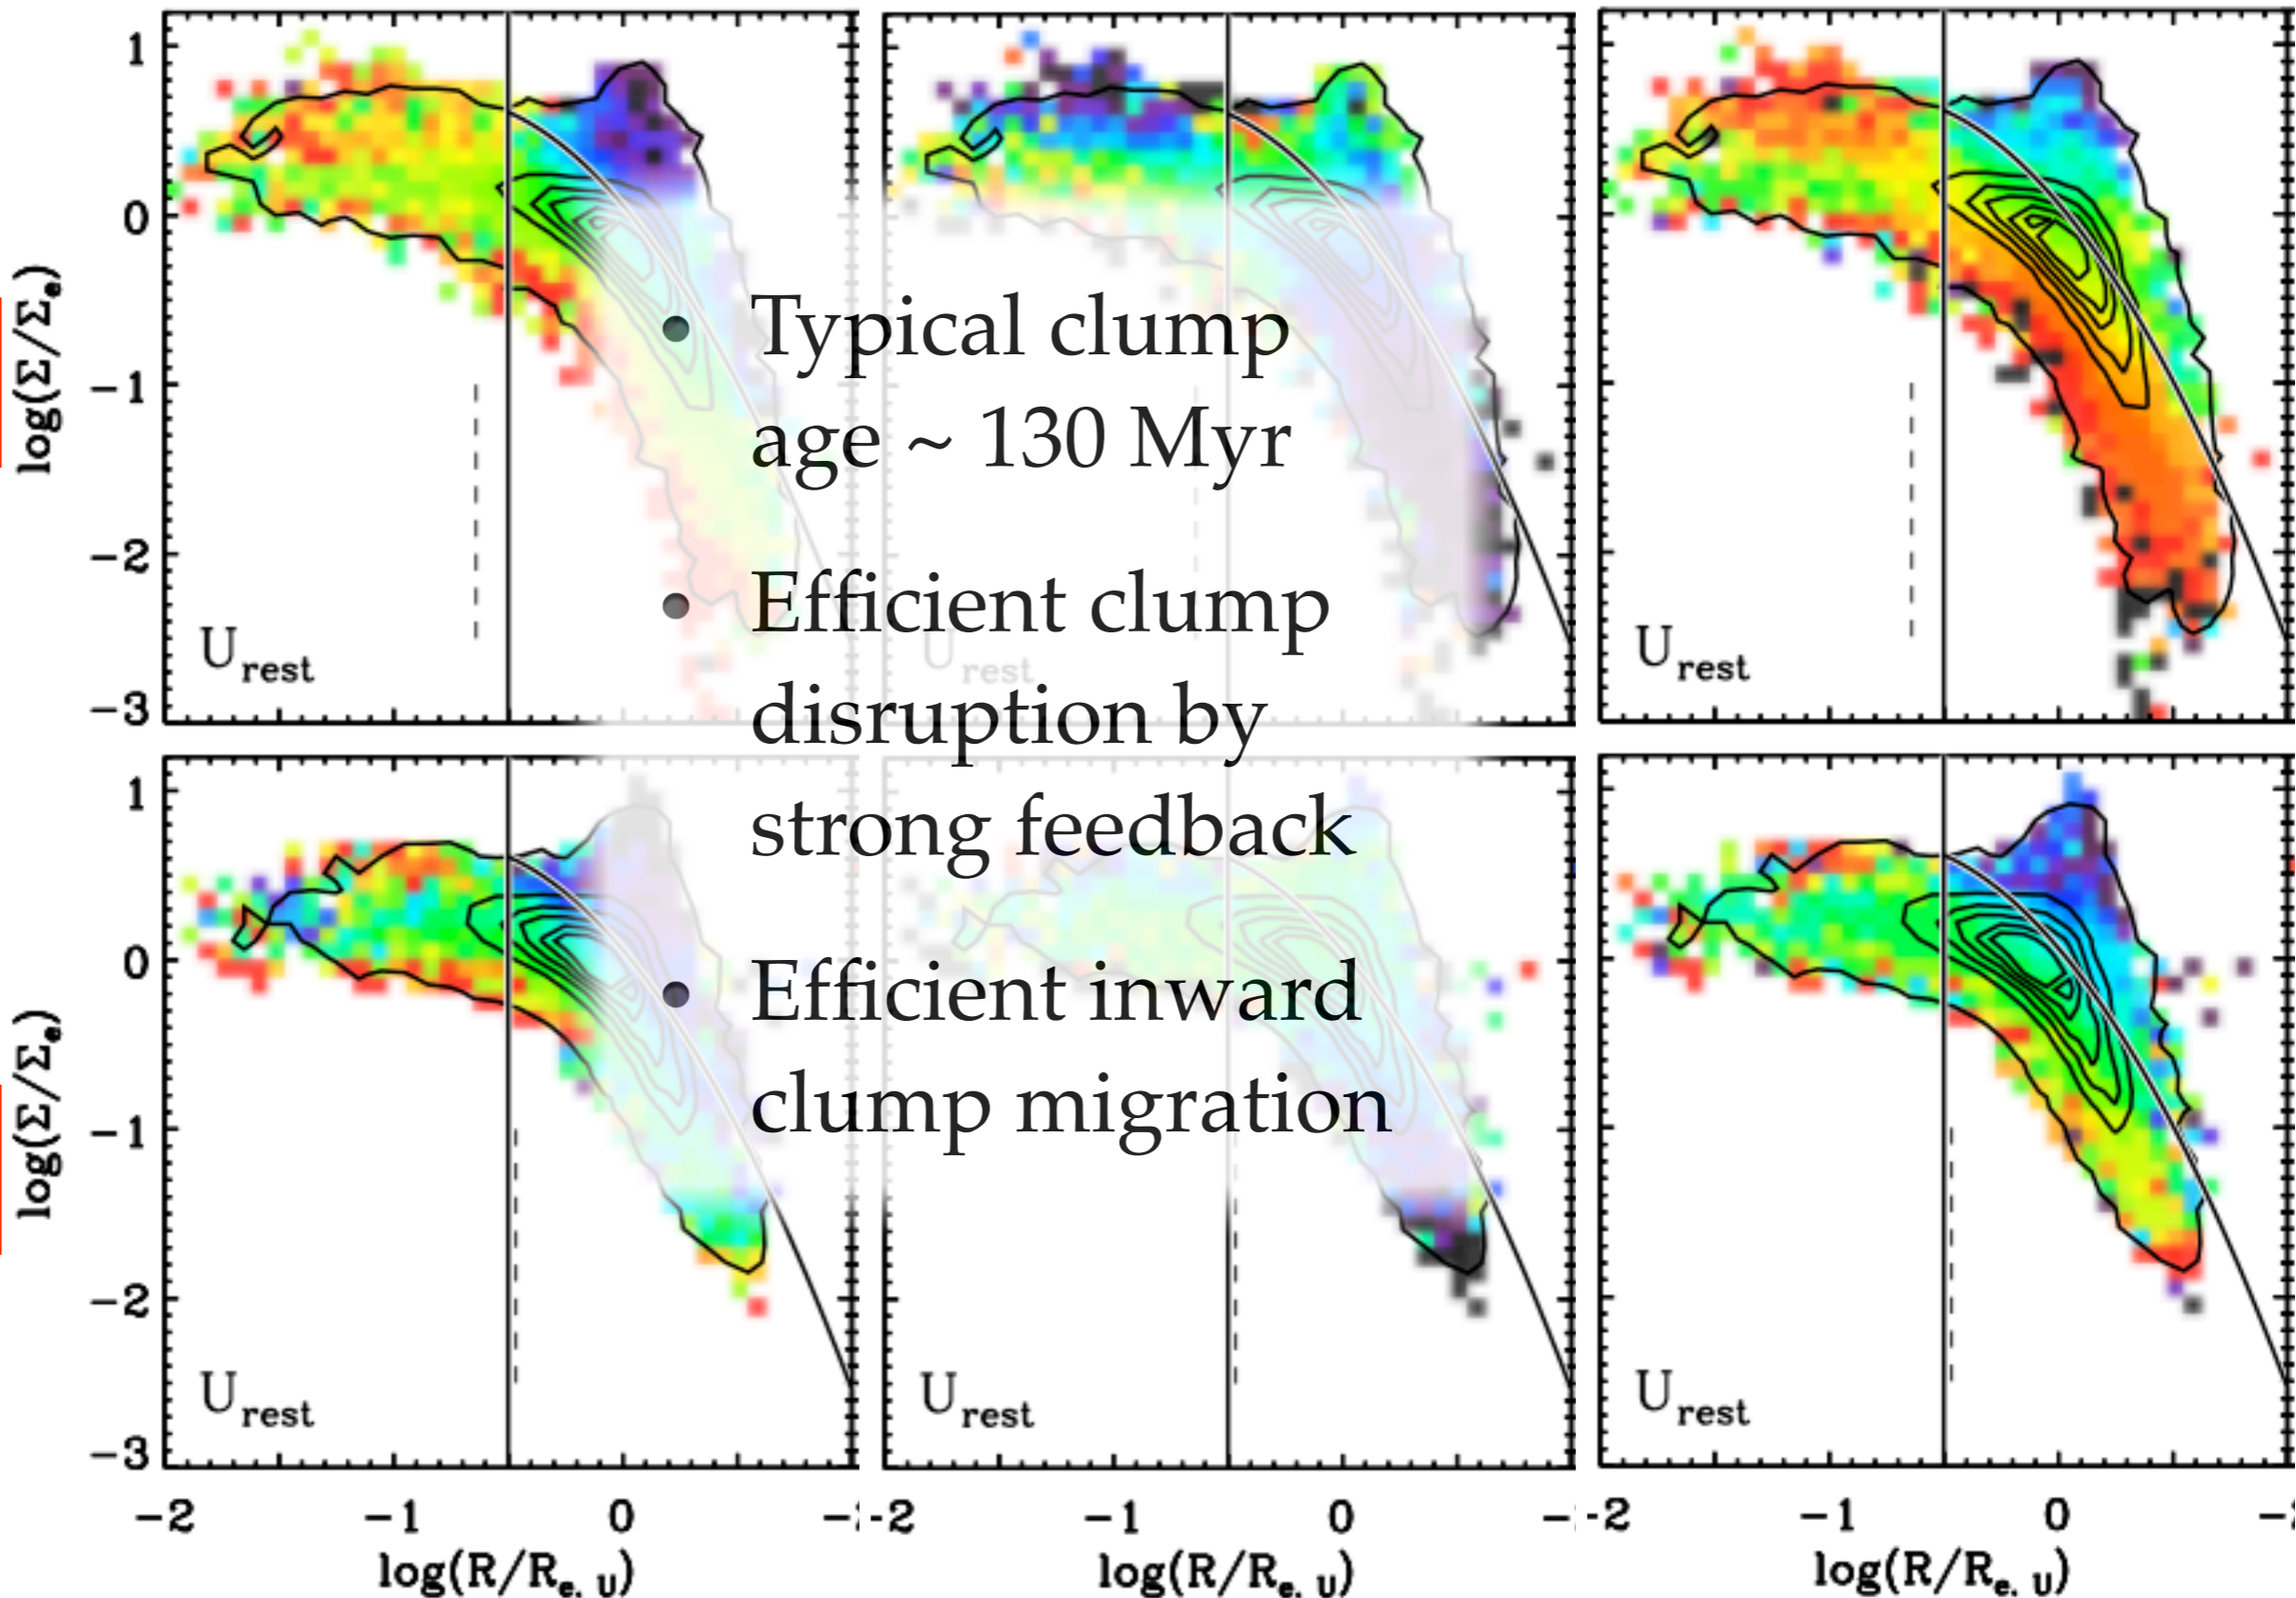 1
0
−1
−2
−3
log(Σ/Σe)
Urest
Urest
Urest
• Typical clump
age ~ 130 Myr
• Efficient clump
disruption by
strong feedback
• Efficient inward
clump migration
1
0
−1
−2
−3
log(Σ/Σe)
Urest
Urest
Urest
−2 −1 0
−2 −1 0
−2 −1 0
log(R/Re, U)
log(R/Re, U)
log(R/Re, U)